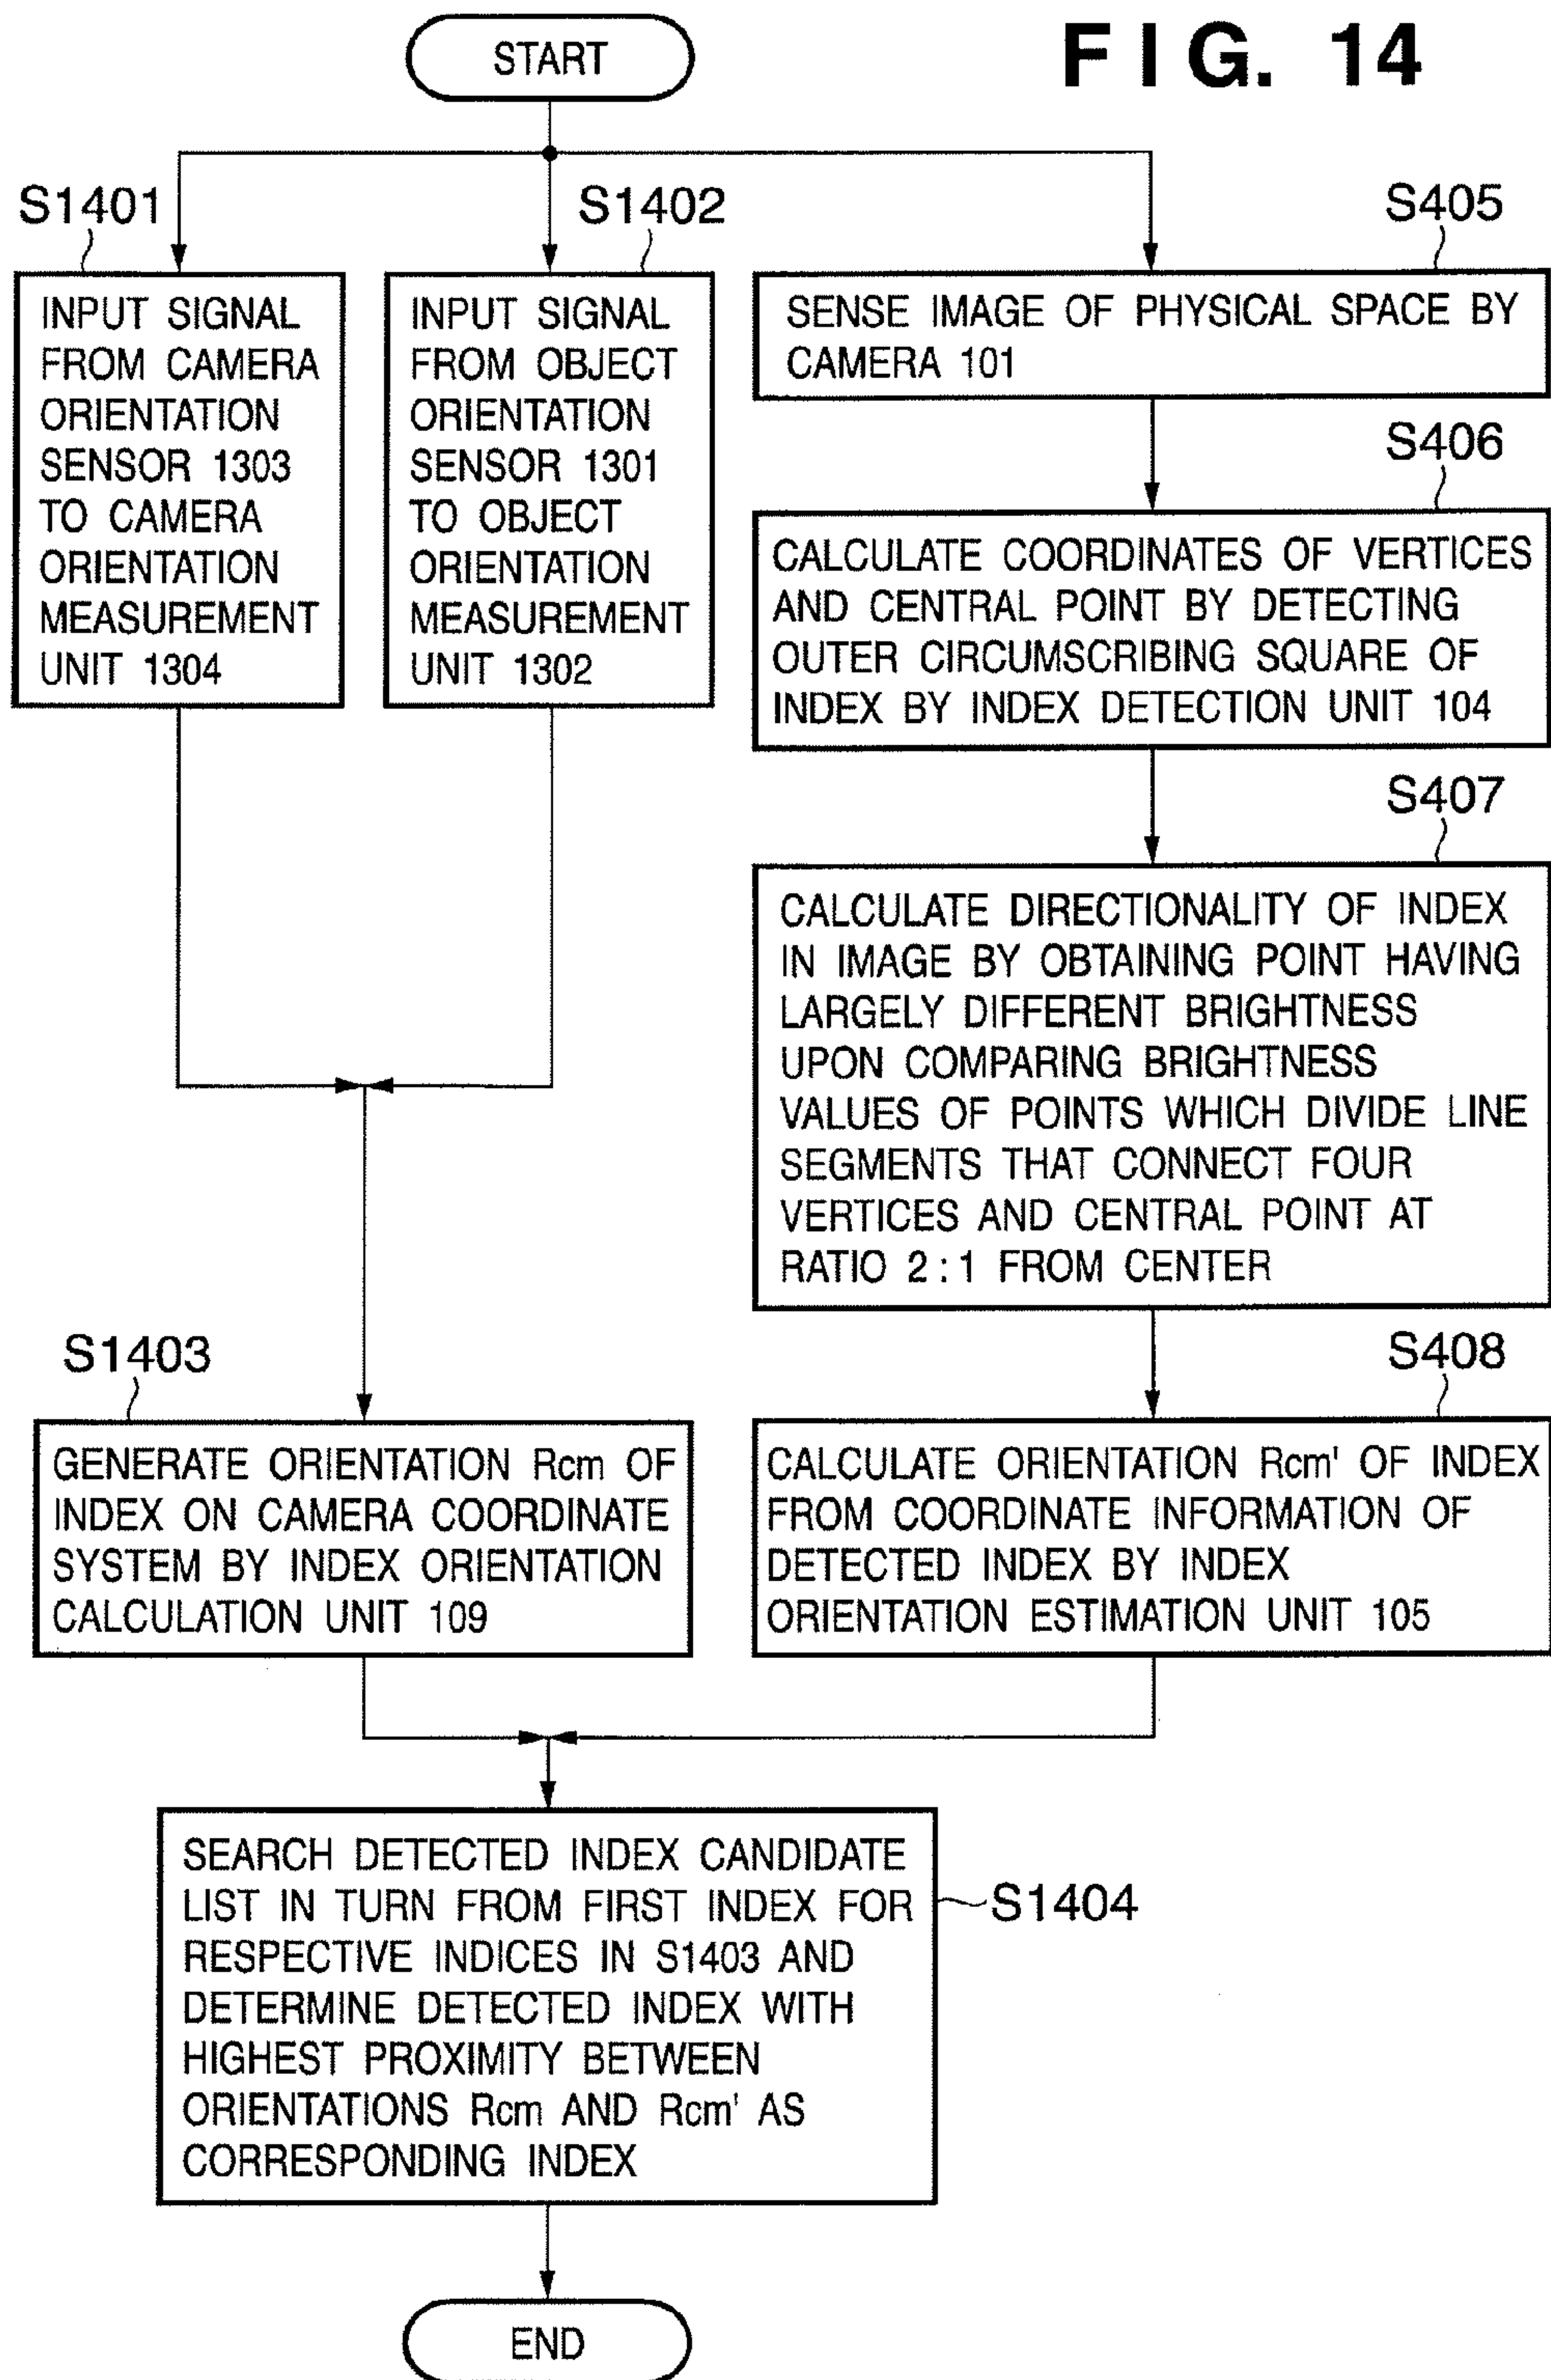 FIG. 14
START
S1401
INPUT SIGNAL
FROM CAMERA
ORIENTATION
SENSOR 1303
TO CAMERA
ORIENTATION
MEASUREMENT
UNIT 1304
S1402
INPUT SIGNAL
FROM OBJECT
ORIENTATION
SENSOR 1301
TO OBJECT
ORIENTATION
MEASUREMENT
UNIT 1302
S405
SENSE IMAGE OF PHYSICAL SPACE BY
CAMERA 101
S406
CALCULATE COORDINATES OF VERTICES
AND CENTRAL POINT BY DETECTING
OUTER CIRCUMSCRIBING SQUARE OF
INDEX BY INDEX DETECTION UNIT 104
S407
CALCULATE DIRECTIONALITY OF INDEX
IN IMAGE BY OBTAINING POINT HAVING
LARGELY DIFFERENT BRIGHTNESS
UPON COMPARING BRIGHTNESS
VALUES OF POINTS WHICH DIVIDE LINE
SEGMENTS THAT CONNECT FOUR
VERTICES AND CENTRAL POINT AT
RATIO 2:1 FROM CENTER
S1403
GENERATE ORIENTATION Rcm OF
INDEX ON CAMERA COORDINATE
SYSTEM BY INDEX ORIENTATION
CALCULATION UNIT 109
S408
CALCULATE ORIENTATION Rcm' OF INDEX
FROM COORDINATE INFORMATION OF
DETECTED INDEX BY INDEX
ORIENTATION ESTIMATION UNIT 105
SEARCH DETECTED INDEX CANDIDATE
LIST IN TURN FROM FIRST INDEX FOR
RESPECTIVE INDICES IN S1403 AND
DETERMINE DETECTED INDEX WITH
HIGHEST PROXIMITY BETWEEN
ORIENTATIONS Rcm AND Rcm' AS
CORRESPONDING INDEX
S1404
END